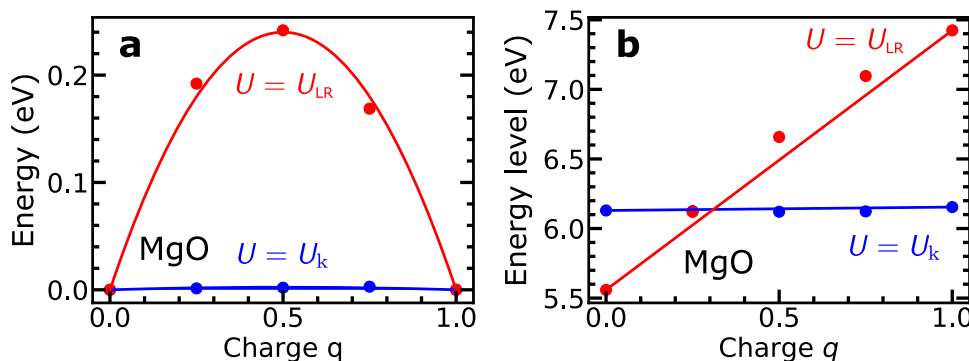 a
U = U_LR
U = U_k
MgO
Energy (eV)
0.2
0.1
0.0
0.0 0.5 1.0
Charge q
b
U = U_LR
U = U_k
MgO
Energy level (eV)
7.5
7.0
6.5
6.0
5.5
0.0 0.5 1.0
Charge q